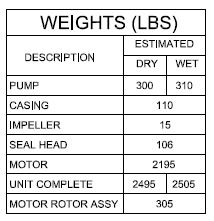 WEIGHTS (LBS)
DESCRIPTION
ESTIMATED
DRY WET
PUMP 300 310
CASING 110
IMPELLER 15
SEAL HEAD 106
MOTOR 2195
UNIT COMPLETE 2495 2505
MOTOR ROTOR ASSY 305